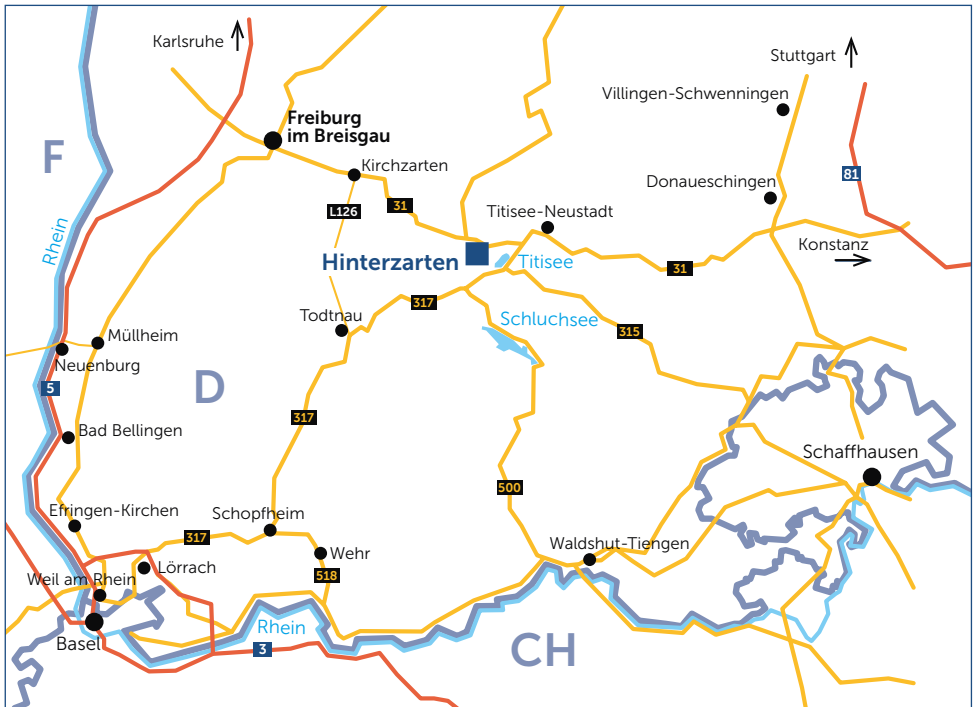 Karlsruhe
Stuttgart
Villingen-Schwenningen
Freiburg
im Breisgau
F
Kirchzarten
81
Donaueschingen
L126
31
Titisee-Neustadt
Rhein
Konstanz
Hinterzarten
Titisee
31
317
Todtnau
Schluchsee
315
Müllheim
Neuenburg
5
D
317
Bad Bellingen
Schaffhausen
500
Efringen-Kirchen
Schopfheim
317
Waldshut-Tiengen
Wehr
Lörrach
518
Weil am Rhein
Rhein
Basel
3
CH